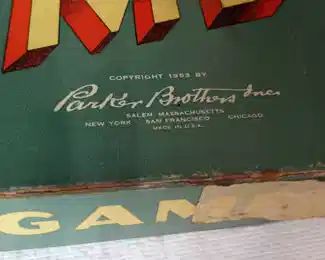 COPYRIGHT 1953 BY
Parker Brothers Inc.
SALEM, MASSACHUSETTS
NEW YORK SAN FRANCISCO CHICAGO
MADE IN U.S.A.
GAM